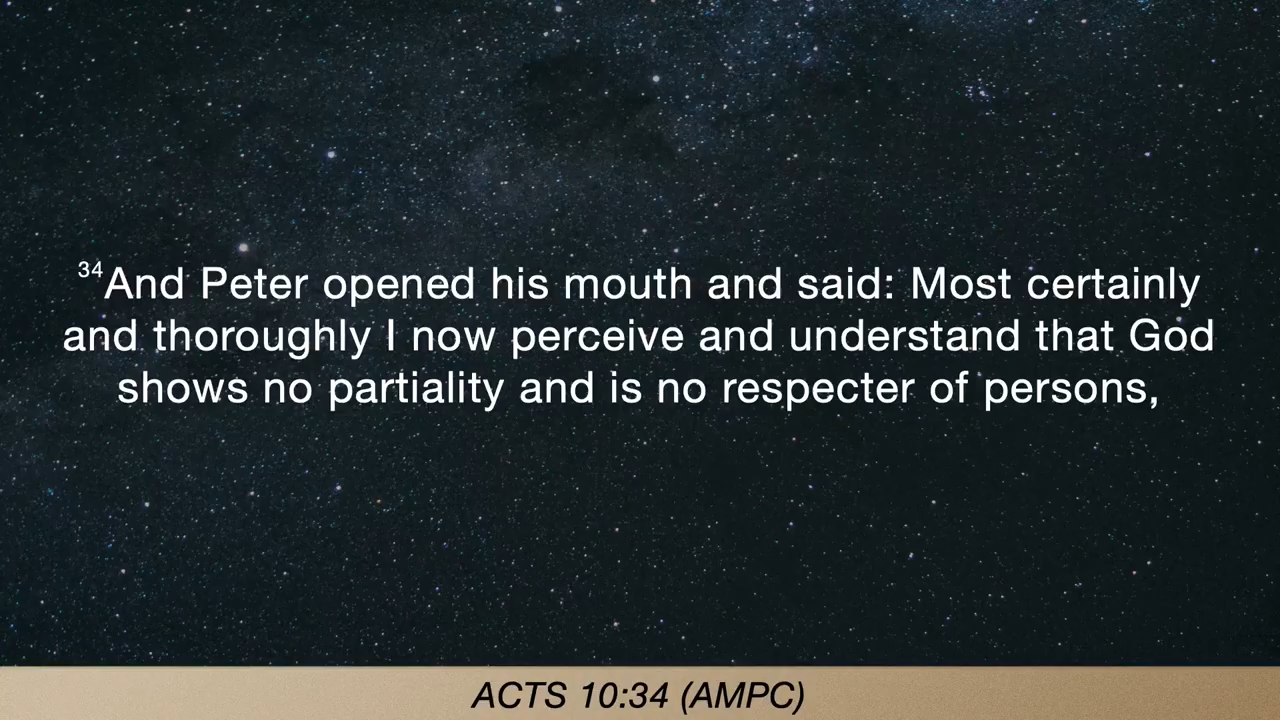 34And Peter opened his mouth and said: Most certainly
and thoroughly I now perceive and understand that God
shows no partiality and is no respecter of persons,
ACTS 10:34 (AMPC)